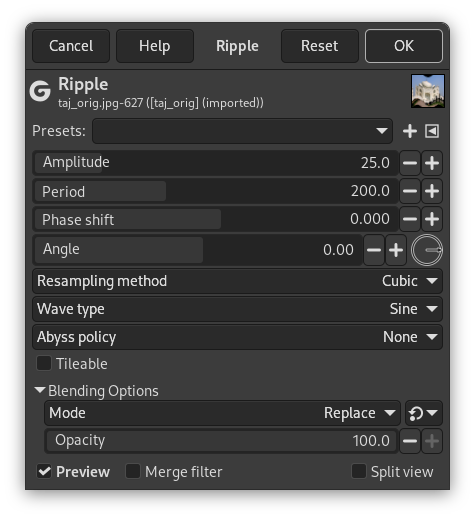 Cancel Help Ripple Reset OK
Ripple
taj_orig.jpg-627 ([taj_orig] (imported))
Presets:
Amplitude 25.0
Period 200.0
Phase shift 0.000
Angle 0.00
Resampling method Cubic
Wave type Sine
Abyss policy None
Tileable
Blending Options
Mode Replace
Opacity 100.0
Preview Merge filter Split view